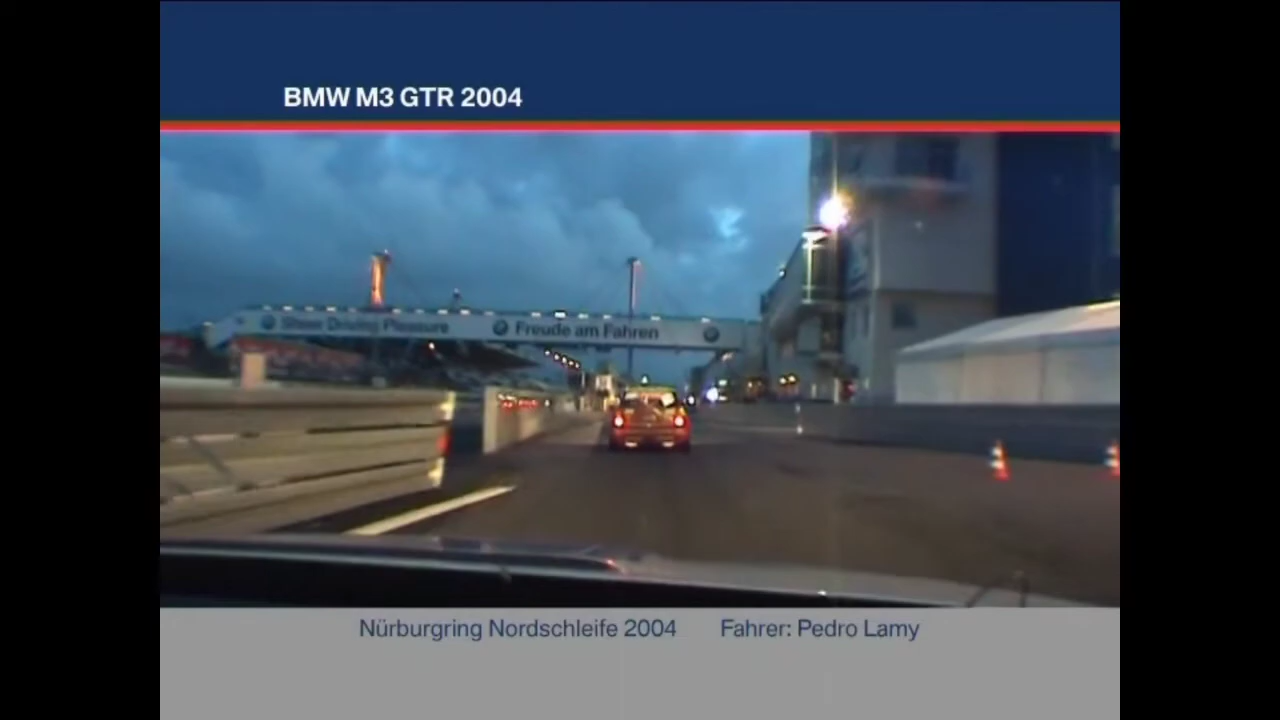 BMW M3 GTR 2004
Sheer Driving Pleasure Freude am Fahren
Nürburgring Nordschleife 2004 Fahrer: Pedro Lamy